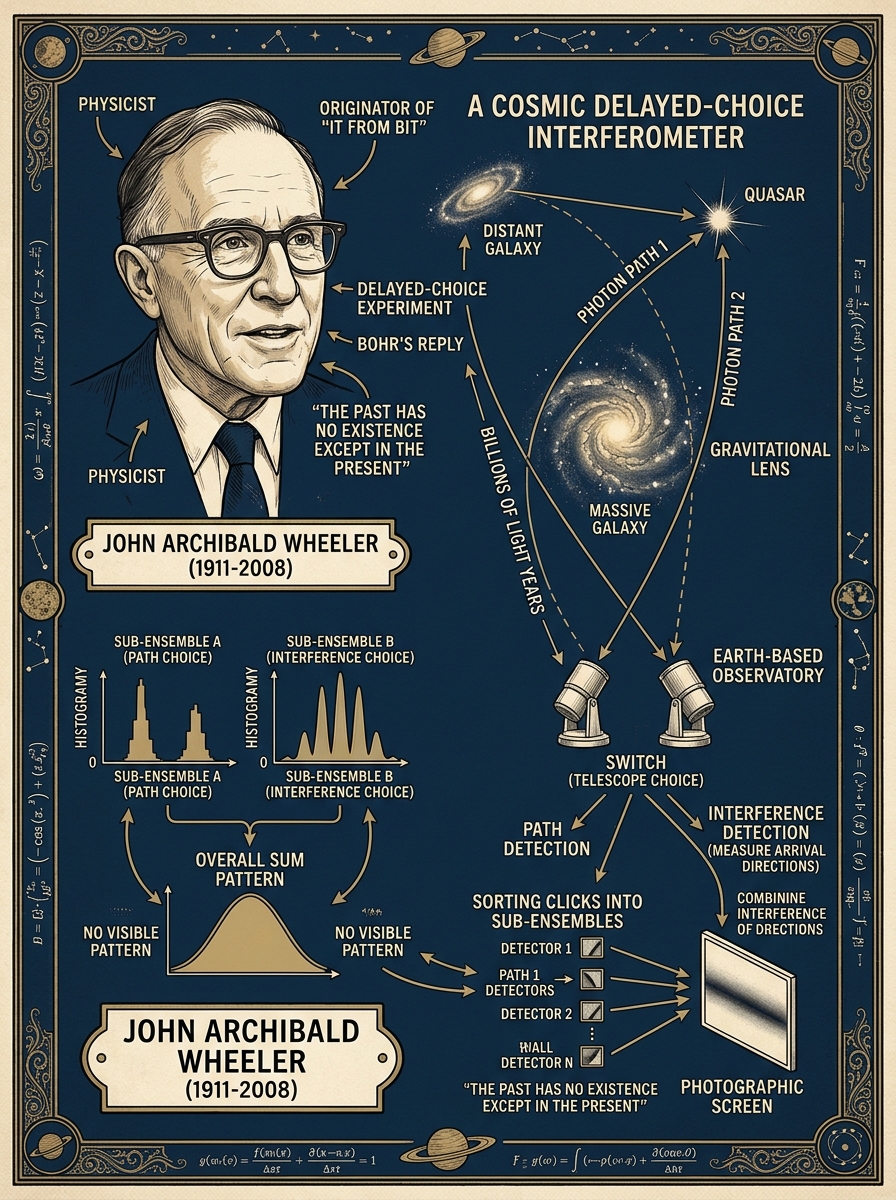 PHYSICIST
ORIGINATOR OF
"IT FROM BIT"
DELAYED-CHOICE
EXPERIMENT
BOHR'S REPLY
"THE PAST HAS
NO EXISTENCE
EXCEPT IN THE
PRESENT"
PHYSICIST
JOHN ARCHIBALD WHEELER
(1911-2008)
A COSMIC DELAYED-CHOICE
INTERFEROMETER
QUASAR
DISTANT
GALAXY
PHOTON PATH 1
PHOTON PATH 2
GRAVITATIONAL
LENS
MASSIVE
GALAXY
BILLIONS OF LIGHT YEARS
EARTH-BASED
OBSERVATORY
SWITCH
(TELESCOPE CHOICE)
PATH
DETECTION
INTERFERENCE
DETECTION
(MEASURE ARRIVAL
DIRECTIONS)
SUB-ENSEMBLE A
(PATH CHOICE)
HISTOGRAMY
0
SUB-ENSEMBLE A
(PATH CHOICE)
SUB-ENSEMBLE B
(INTERFERENCE CHOICE)
HISTOGRAMY
0
SUB-ENSEMBLE B
(INTERFERENCE CHOICE)
OVERALL SUM
PATTERN
NO VISIBLE
PATTERN
NO VISIBLE
PATTERN
SORTING CLICKS INTO
SUB-ENSEMBLES
COMBININE
INTERFERENCE
OF DRECTIONS
DETECTOR 1
PATH 1
DETECTORS
DETECTOR 2
DETECTOR N
"THE PAST HAS NO EXISTENCE
EXCEPT IN THE PRESENT"
PHOTOGRAPHIC
SCREEN
JOHN ARCHIBALD
WHEELER
(1911-2008)